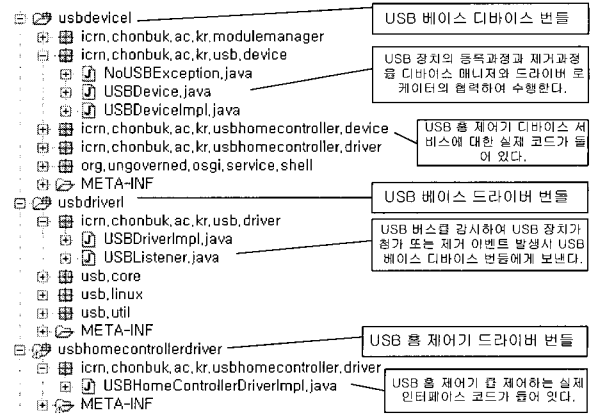 usbdevicel
USB 베이스 디바이스 번들
icrn,chonbuk,ac,kr,modulemanager
icrn,chonbuk,ac,kr,usb,device
NoUSBException,java
USBDevice,java
USBDeviceImpl,java
USB 장치의 등록과정과 제거과정
을 디바이스 매니저와 드라이버 로
케이터의 협력하여 수행한다.
icrn,chonbuk,ac,kr,usbhomecontroller,device
icrn,chonbuk,ac,kr,usbhomecontroller,driver
org,ungoverned,osgi,service,shell
META-INF
USB 홈 제어기 디바이스 서
비스에 대한 실제 코드가 들
어 있다.
usbdriverl
USB 베이스 드라이버 번들
icrn,chonbuk,ac,kr,usb,driver
USBDriverImpl,java
USBListener,java
USB 버스를 감시하여 USB 장치가
첨가 또는 제거 이벤트 발생시 USB
베이스 디바이스 번들에게 보낸다.
usb,core
usb,linux
usb,util
META-INF
usbhomecontrollerdriver
USB 홈 제어기 드라이버 번들
icrn,chonbuk,ac,kr,usbhomecontroller,driver
USBHomeControllerDriverImpl,java
META-INF
USB 홈 제어기 를 제어하는 실제
인터페이스 코드가 들어 잇다.